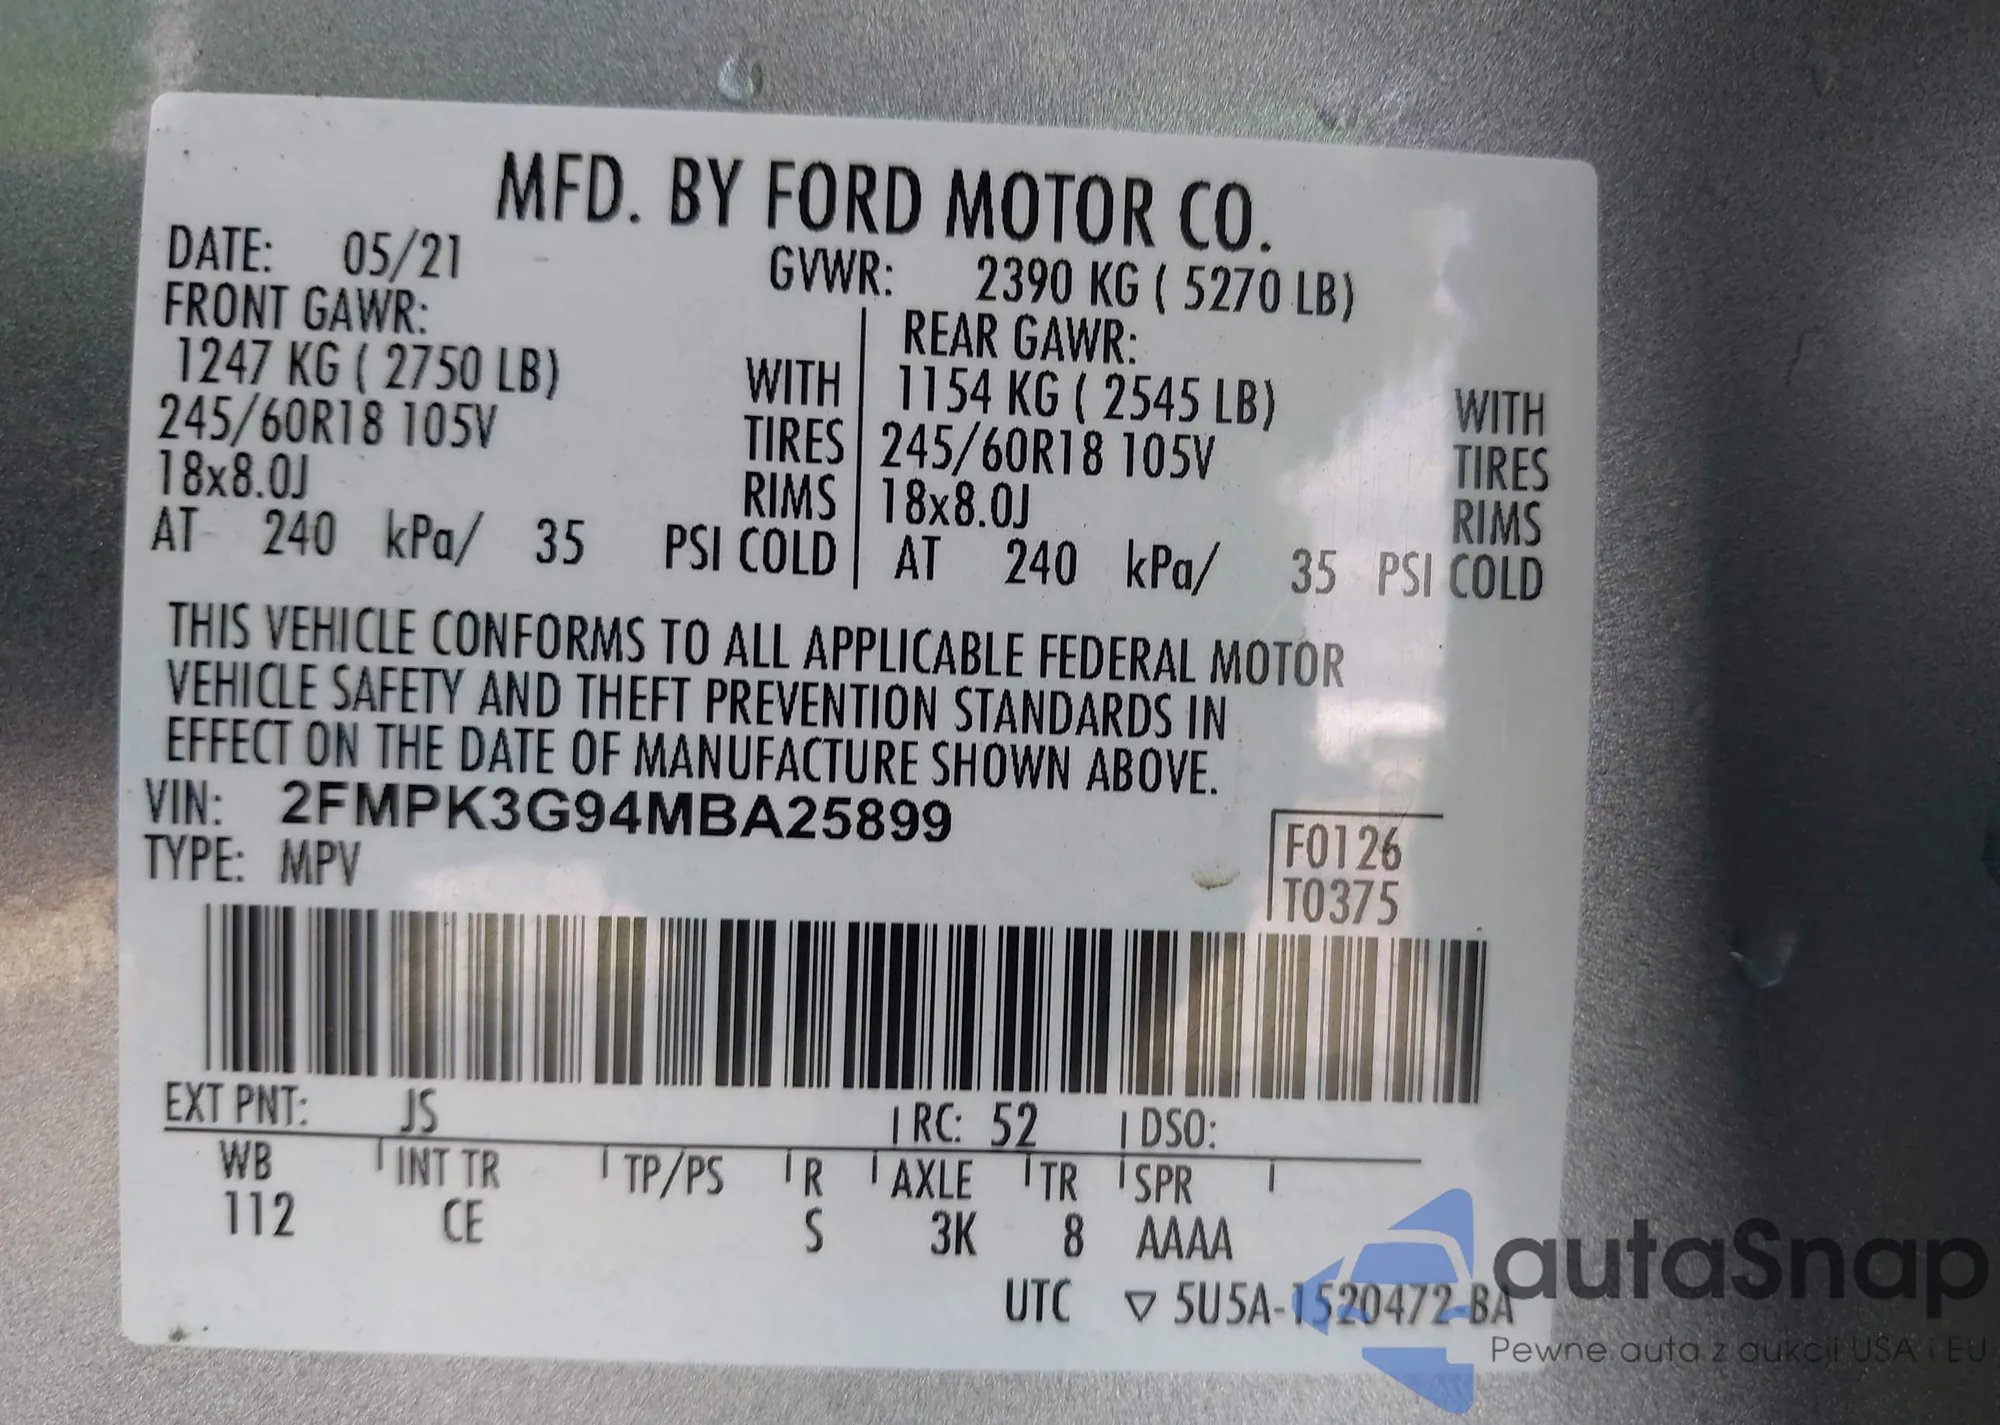 MFD. BY FORD MOTOR CO.
DATE: 05/21
GVWR: 2390 KG ( 5270 LB)
FRONT GAWR:
1247 KG ( 2750 LB) WITH
245/60R18 105V TIRES
18x8.0J RIMS
AT 240 kPa/ 35 PSI COLD
REAR GAWR:
1154 KG ( 2545 LB) WITH
245/60R18 105V TIRES
18x8.0J RIMS
AT 240 kPa/ 35 PSI COLD
THIS VEHICLE CONFORMS TO ALL APPLICABLE FEDERAL MOTOR
VEHICLE SAFETY AND THEFT PREVENTION STANDARDS IN
EFFECT ON THE DATE OF MANUFACTURE SHOWN ABOVE.
VIN: 2FMPK3G94MBA25899
TYPE: MPV
F0126
T0375
EXT PNT: JS RC: 52 DSO:
WB INT TR TP/PS R AXLE TR SPR
112 CE S 3K 8 AAAA
UTC ▽ 5U5A-1520472-BA
autaSnap
Pewne auta z aukcji USA i EU